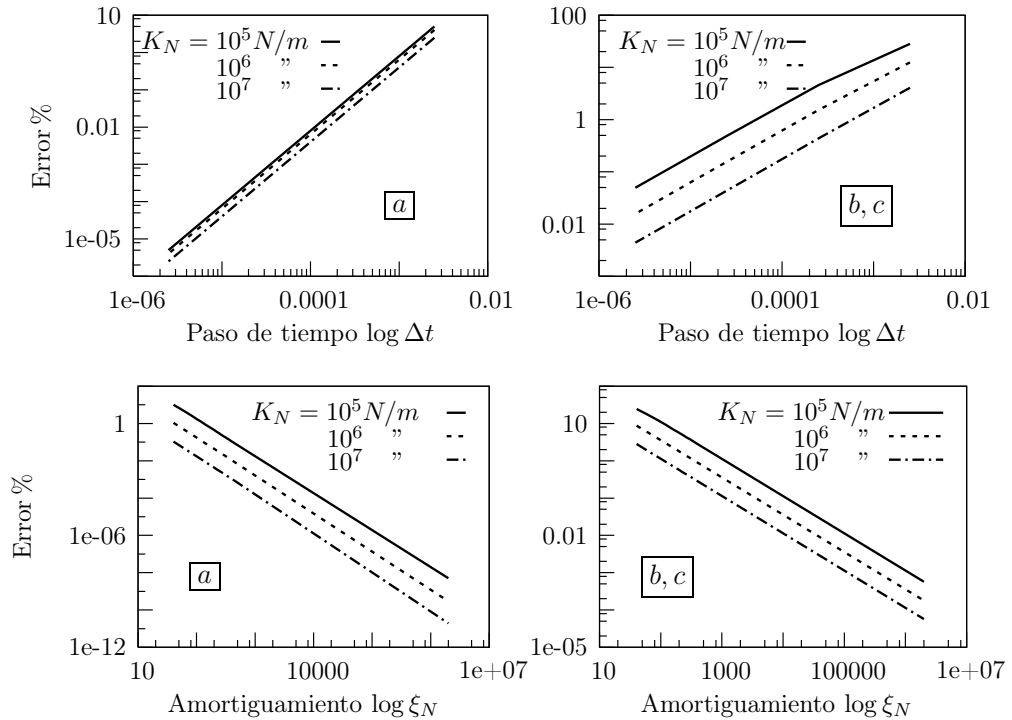 10
0.01
1e-05
Error %
K_N = 10^5 N/m
10^6 ”
10^7 ”
a
1e-06 0.0001 0.01
Paso de tiempo log Δt
100
1
0.01
K_N = 10^5 N/m
10^6 ”
10^7 ”
b, c
1e-06 0.0001 0.01
Paso de tiempo log Δt
1
1e-06
1e-12
Error %
K_N = 10^5 N/m
10^6 ”
10^7 ”
a
10 10000 1e+07
Amortiguamiento log ξ_N
10
0.01
1e-05
K_N = 10^5 N/m
10^6 ”
10^7 ”
b, c
10 1000 100000 1e+07
Amortiguamiento log ξ_N